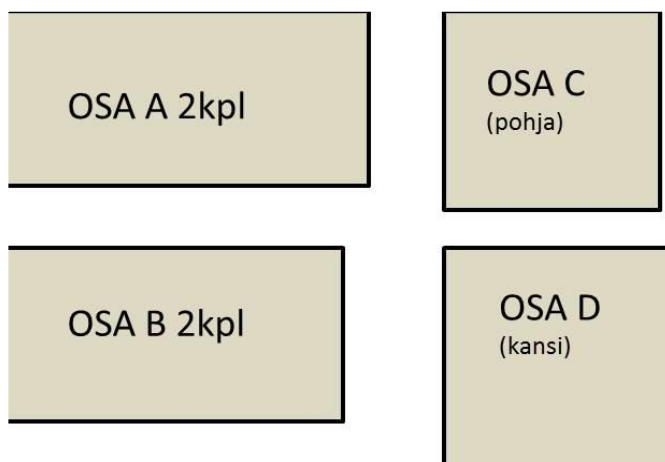 OSA A 2kpl
OSA C
(pohja)
OSA B 2kpl
OSA D
(kansi)